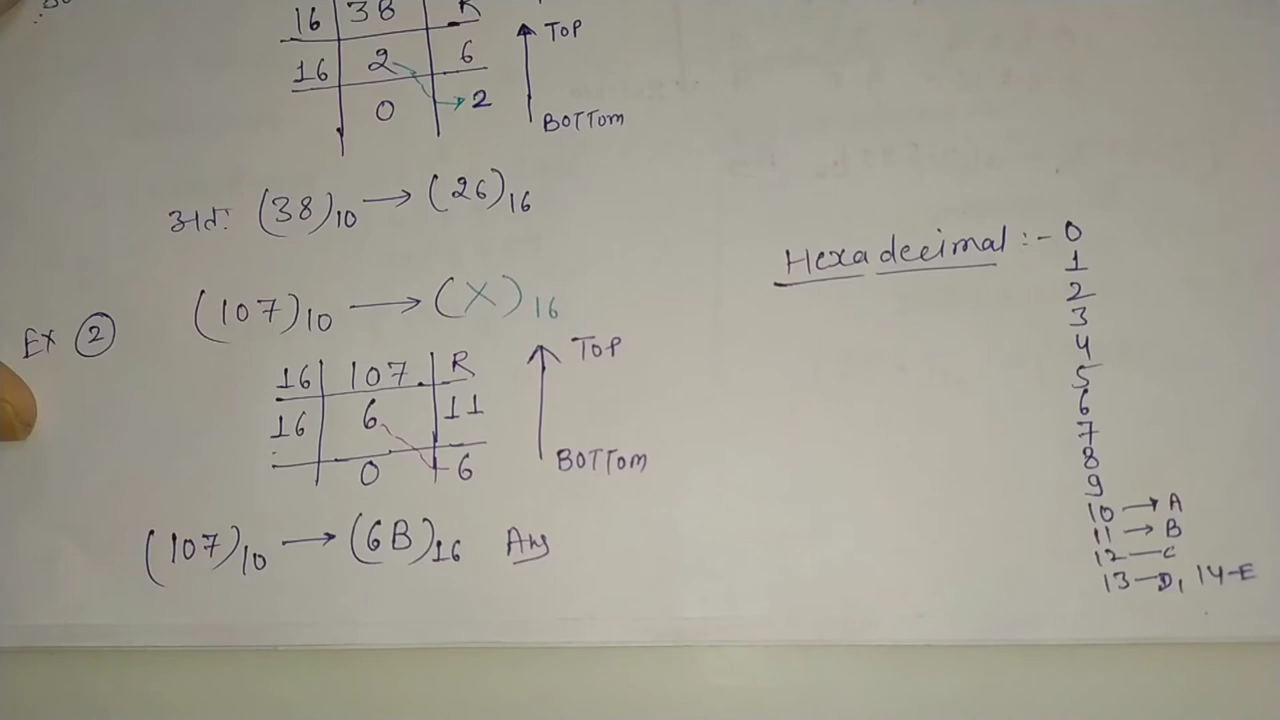 16 38 R
16 2 6 TOP
0 2 BOTTOM
अतः (38)10 → (26)16
Ex 2 (107)10 → (X)16
16 107 R TOP
16 6 11
0 6 BOTTOM
(107)10 → (6B)16 Ans
Hexadecimal :- 0
1
2
3
4
5
6
7
8
9
10 → A
11 → B
12 — C
13 — D, 14 - E